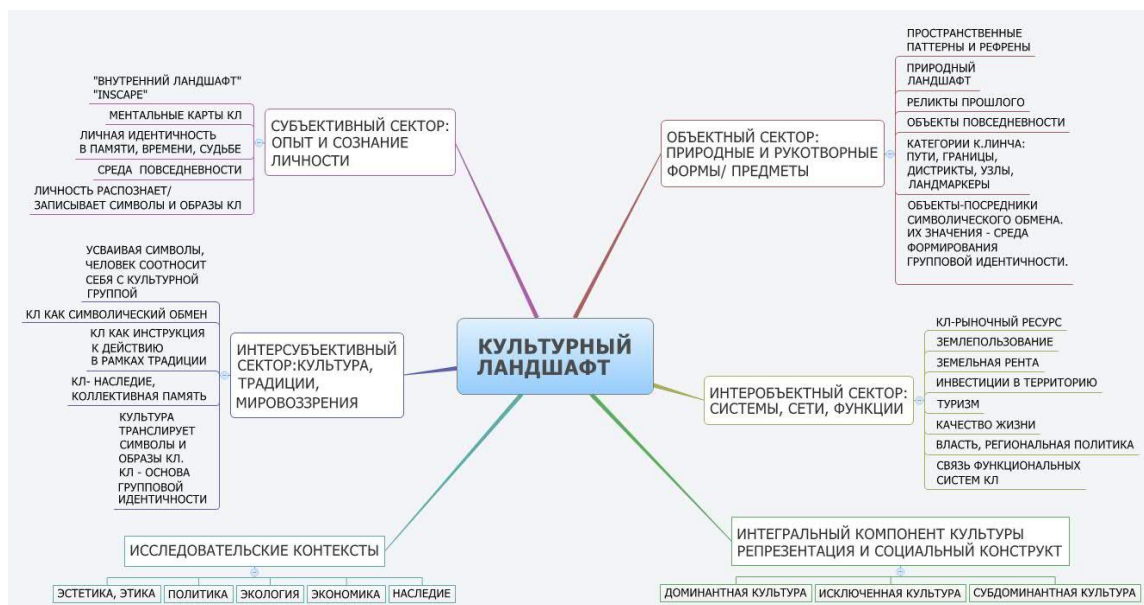 КУЛЬТУРНЫЙ
ЛАНДШАФТ
СУБЪЕКТИВНЫЙ СЕКТОР:
ОПЫТ И СОЗНАНИЕ
ЛИЧНОСТИ
"ВНУТРЕННИЙ ЛАНДШАФТ"
"INSCAPE"
МЕНТАЛЬНЫЕ КАРТЫ КЛ
ЛИЧНАЯ ИДЕНТИЧНОСТЬ
В ПАМЯТИ, ВРЕМЕНИ, СУДЬБЕ
СРЕДА ПОВСЕДНЕВНОСТИ
ЛИЧНОСТЬ РАСПОЗНАЕТ/
ЗАПИСЫВАЕТ СИМВОЛЫ И ОБРАЗЫ КЛ
ОБЪЕКТНЫЙ СЕКТОР:
ПРИРОДНЫЕ И РУКОТВОРНЫЕ
ФОРМЫ/ ПРЕДМЕТЫ
ПРОСТРАНСТВЕННЫЕ
ПАТТЕРНЫ И РЕФРЕНЫ
ПРИРОДНЫЙ
ЛАНДШАФТ
РЕЛИКТЫ ПРОШЛОГО
ОБЪЕКТЫ ПОВСЕДНЕВНОСТИ
КАТЕГОРИИ К.ЛИНЧА:
ПУТИ, ГРАНИЦЫ,
ДИСТРИКТЫ, УЗЛЫ,
ЛАНДМАРКЕРЫ
ОБЪЕКТЫ-ПОСРЕДНИКИ
СИМВОЛИЧЕСКОГО ОБМЕНА.
ИХ ЗНАЧЕНИЯ - СРЕДА
ФОРМИРОВАНИЯ
ГРУППОВОЙ ИДЕНТИЧНОСТИ.
ИНТЕРСУБЪЕКТИВНЫЙ
СЕКТОР:КУЛЬТУРА,
ТРАДИЦИИ,
МИРОВОЗЗРЕНИЯ
УСВАИВАЯ СИМВОЛЫ,
ЧЕЛОВЕК СООТНОСИТ
СЕБЯ С КУЛЬТУРНОЙ
ГРУППОЙ
КЛ КАК СИМВОЛИЧЕСКИЙ ОБМЕН
КЛ КАК ИНСТРУКЦИЯ
К ДЕЙСТВИЮ
В РАМКАХ ТРАДИЦИИ
КЛ- НАСЛЕДИЕ,
КОЛЛЕКТИВНАЯ ПАМЯТЬ
КУЛЬТУРА
ТРАНСЛИРУЕТ
СИМВОЛЫ И
ОБРАЗЫ КЛ.
КЛ - ОСНОВА
ГРУППОВОЙ
ИДЕНТИЧНОСТИ
ИНТЕРОБЪЕКТНЫЙ СЕКТОР:
СИСТЕМЫ, СЕТИ, ФУНКЦИИ
КЛ-РЫНОЧНЫЙ РЕСУРС
ЗЕМЛЕПОЛЬЗОВАНИЕ
ЗЕМЕЛЬНАЯ РЕНТА
ИНВЕСТИЦИИ В ТЕРРИТОРИЮ
ТУРИЗМ
КАЧЕСТВО ЖИЗНИ
ВЛАСТЬ, РЕГИОНАЛЬНАЯ ПОЛИТИКА
СВЯЗЬ ФУНКЦИОНАЛЬНЫХ
СИСТЕМ КЛ
ИССЛЕДОВАТЕЛЬСКИЕ КОНТЕКСТЫ
ЭСТЕТИКА, ЭТИКА
ПОЛИТИКА
ЭКОЛОГИЯ
ЭКОНОМИКА
НАСЛЕДИЕ
ИНТЕГРАЛЬНЫЙ КОМПОНЕНТ КУЛЬТУРЫ
РЕПРЕЗЕНТАЦИЯ И СОЦИАЛЬНЫЙ КОНСТРУКТ
ДОМИНАНТНАЯ КУЛЬТУРА
ИСКЛЮЧЕННАЯ КУЛЬТУРА
СУБДОМИНАНТНАЯ КУЛЬТУРА